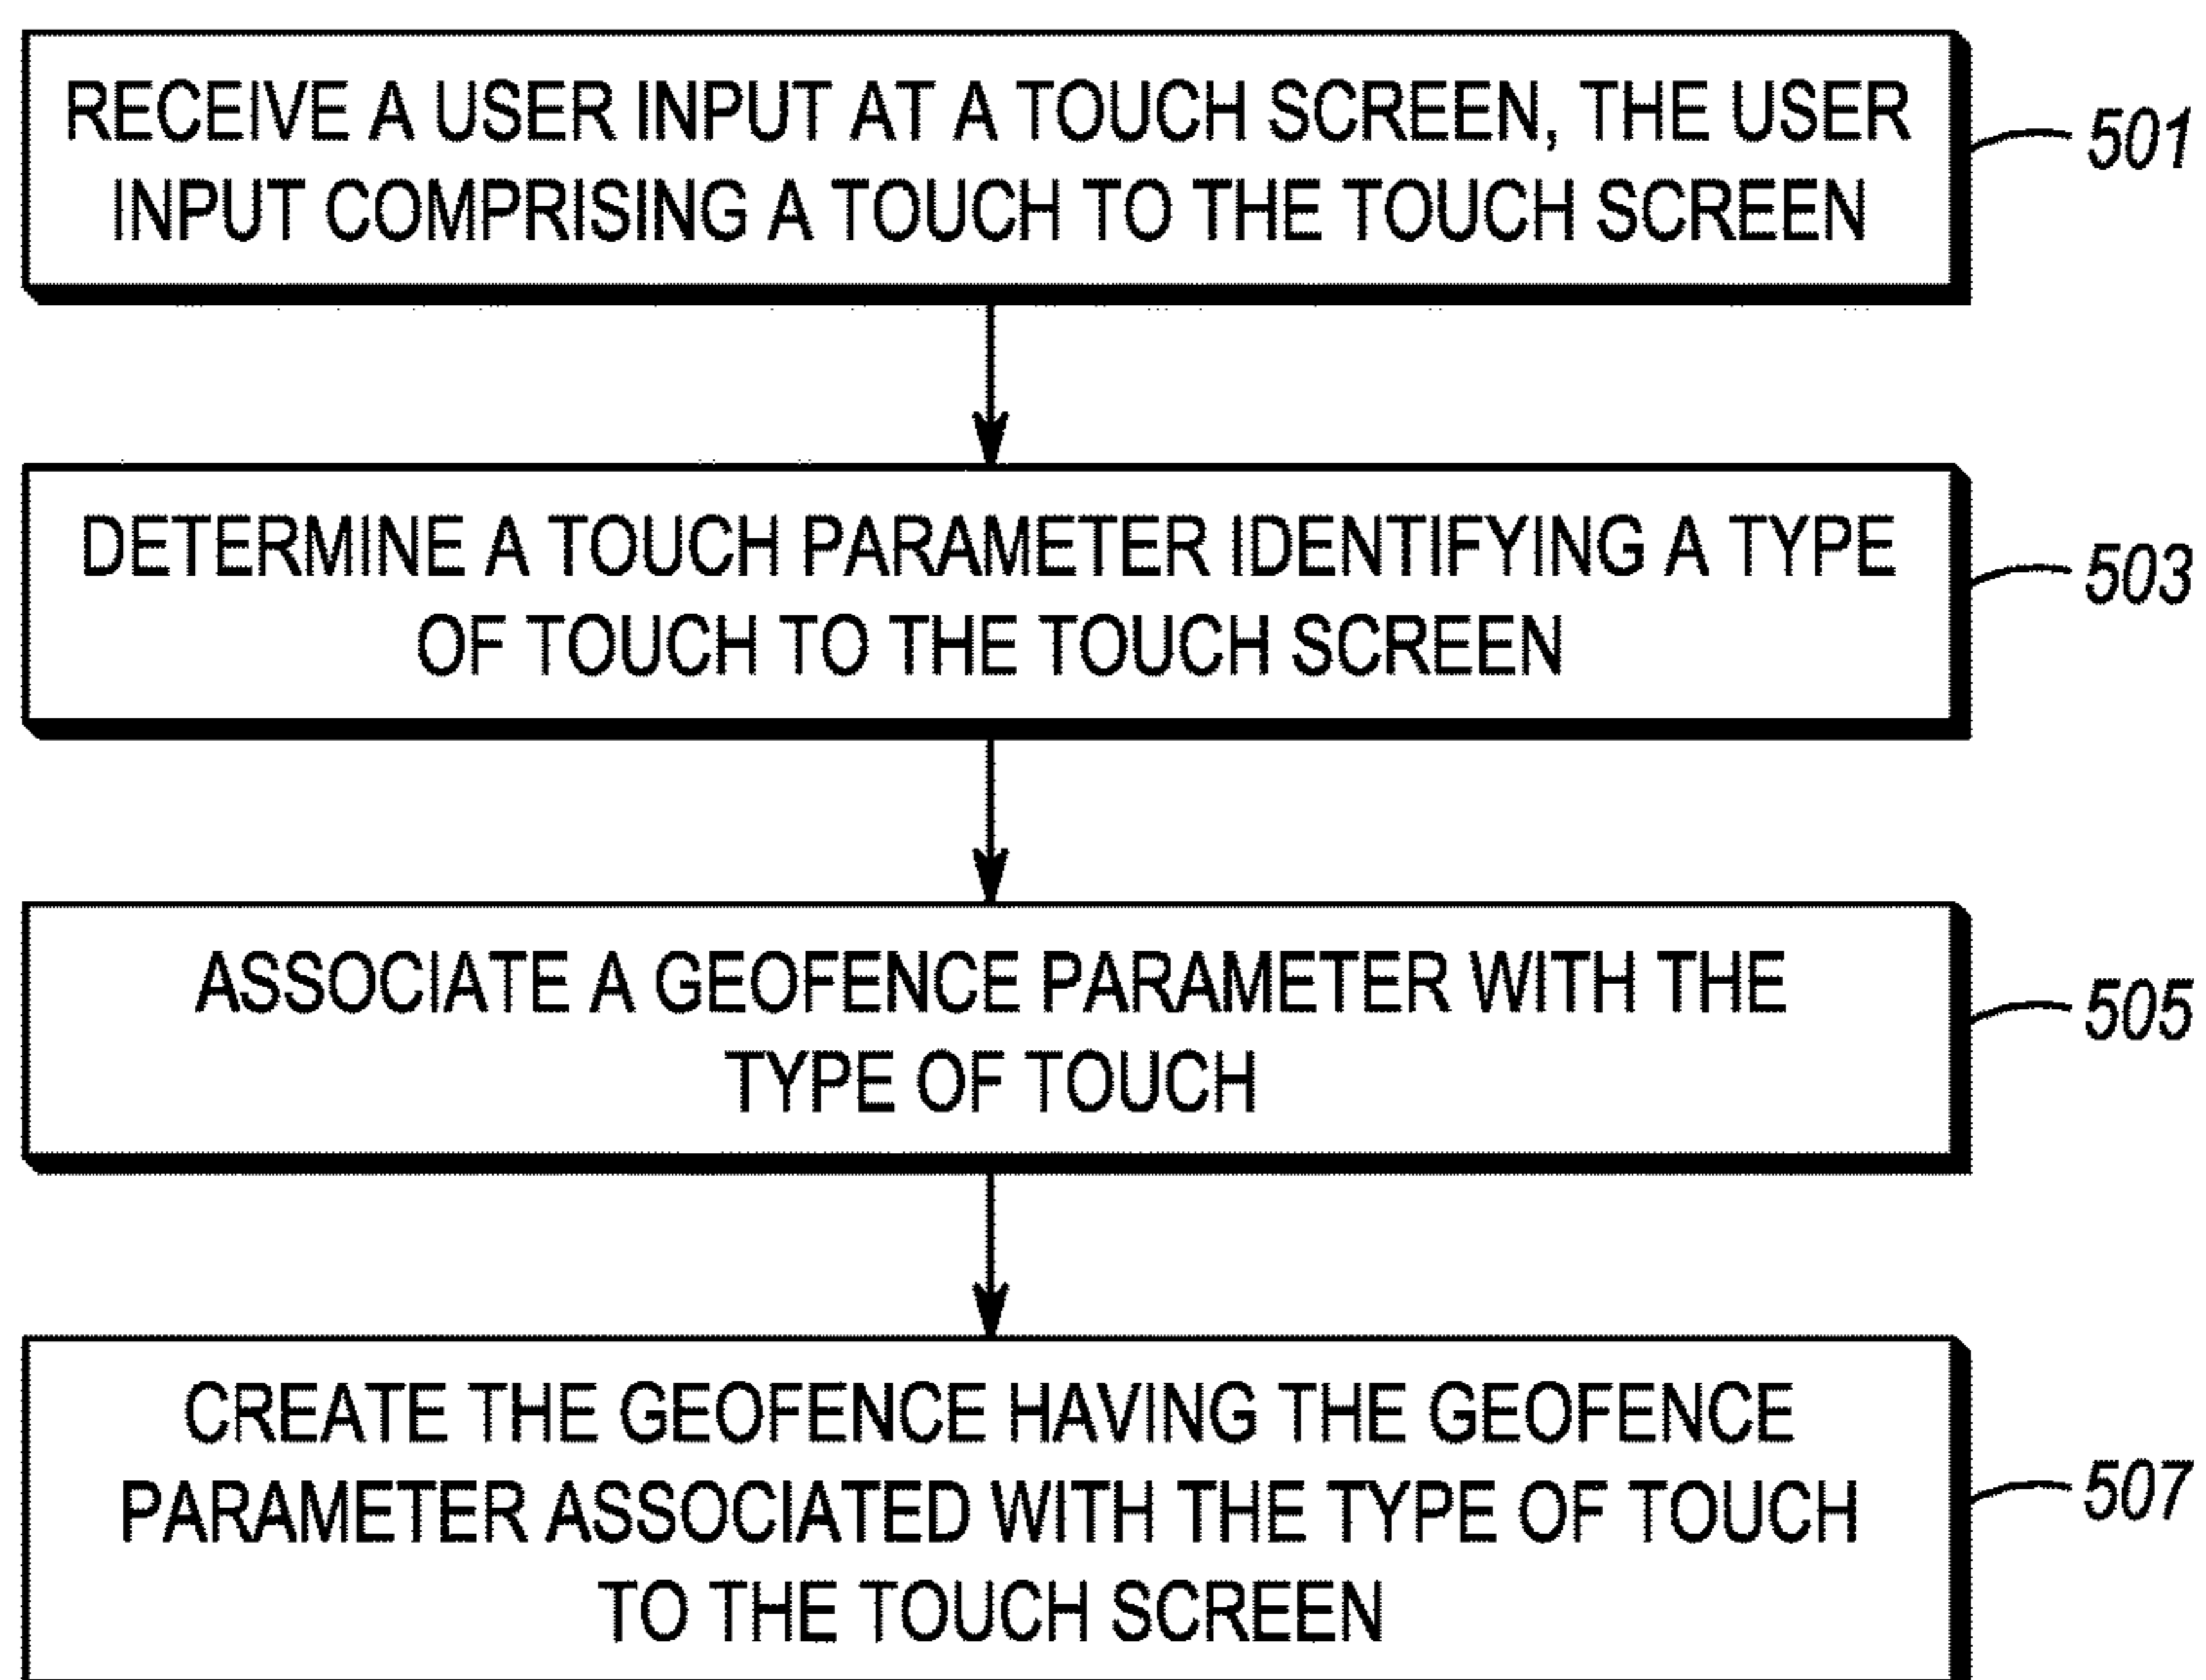 RECEIVE A USER INPUT AT A TOUCH SCREEN, THE USER
INPUT COMPRISING A TOUCH TO THE TOUCH SCREEN
501
DETERMINE A TOUCH PARAMETER IDENTIFYING A TYPE
OF TOUCH TO THE TOUCH SCREEN
503
ASSOCIATE A GEOFENCE PARAMETER WITH THE
TYPE OF TOUCH
505
CREATE THE GEOFENCE HAVING THE GEOFENCE
PARAMETER ASSOCIATED WITH THE TYPE OF TOUCH
TO THE TOUCH SCREEN
507